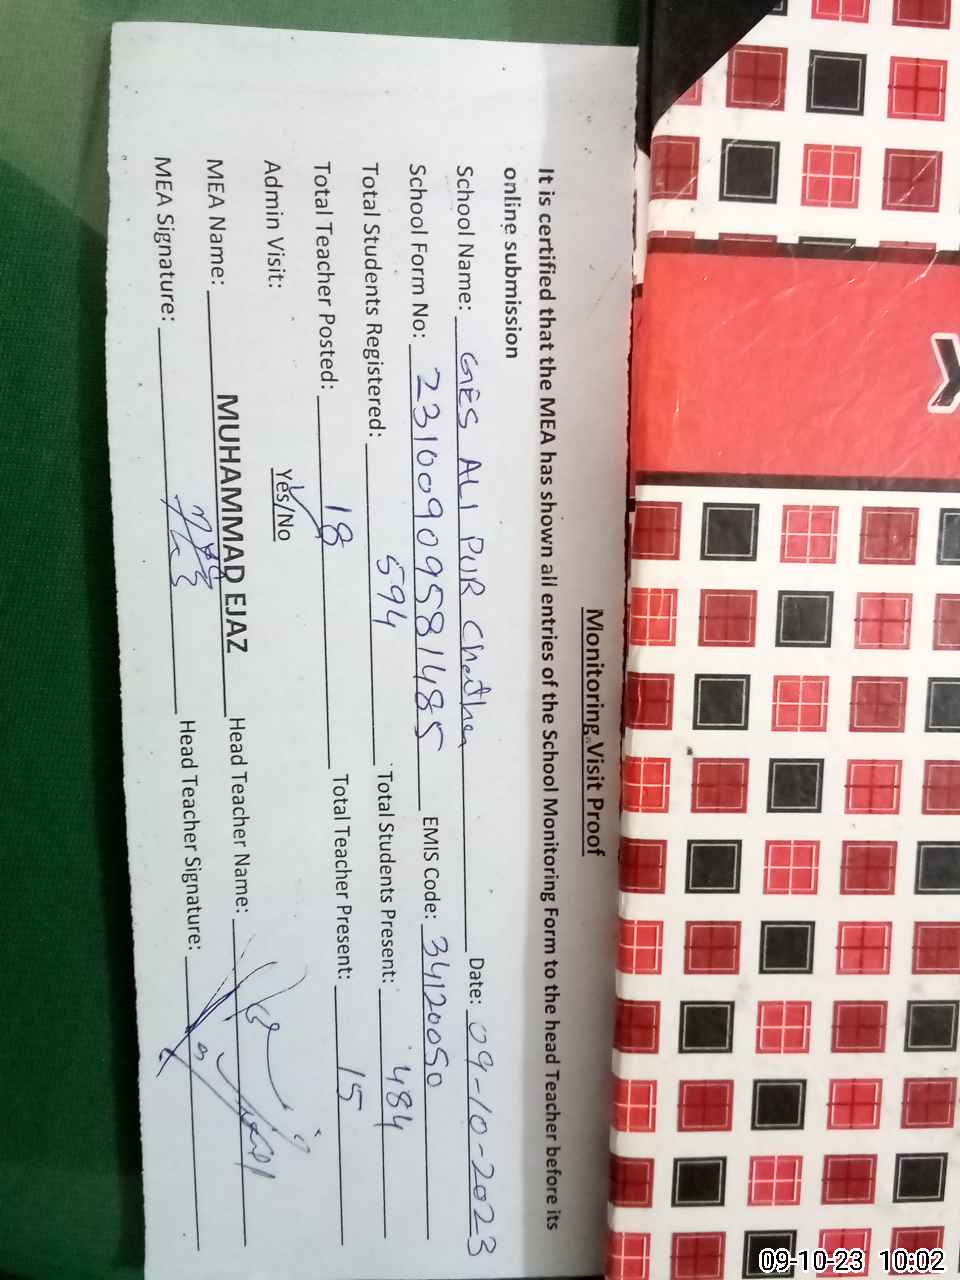 Monitoring Visit Proof
It is certified that the MEA has shown all entries of the School Monitoring Form to the head Teacher before its
online submission
School Name: GES ALI PUR Chatha Date: 09-10-2023
School Form No: 23100909581485 EMIS Code: 34120050
Total Students Registered: 594 Total Students Present: 484
Total Teacher Posted: 18 Total Teacher Present: 15
Admin Visit: Yes/No
MEA Name: MUHAMMAD EJAZ Head Teacher Name:
MEA Signature: Head Teacher Signature:
09-10-23 10:02